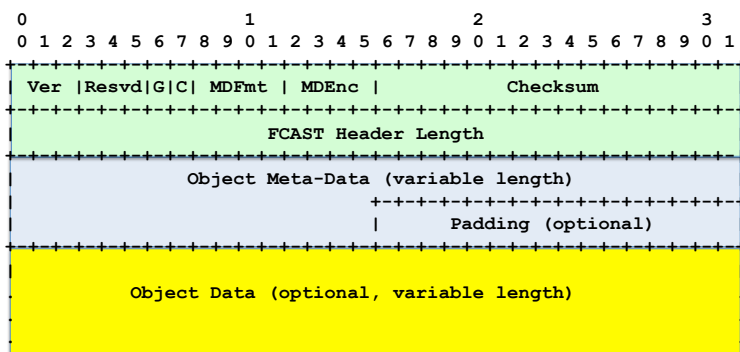 0 1 2 3
0 1 2 3 4 5 6 7 8 9 0 1 2 3 4 5 6 7 8 9 0 1 2 3 4 5 6 7 8 9 0 1
+-+-+-+-+-+-+-+-+-+-+-+-+-+-+-+-+-+-+-+-+-+-+-+-+-+-+-+-+-+-+-+-+
| Ver |Resvd|G|C| MDFmt | MDEnc | Checksum |
+-+-+-+-+-+-+-+-+-+-+-+-+-+-+-+-+-+-+-+-+-+-+-+-+-+-+-+-+-+-+-+-+
| FCAST Header Length |
+-+-+-+-+-+-+-+-+-+-+-+-+-+-+-+-+-+-+-+-+-+-+-+-+-+-+-+-+-+-+-+-+
| Object Meta-Data (variable length) |
| +-+-+-+-+-+-+-+-+-+-+-+-+-+-+-+-+
| | Padding (optional) |
+-+-+-+-+-+-+-+-+-+-+-+-+-+-+-+-+-+-+-+-+-+-+-+-+-+-+-+-+-+-+-+-+
| |
. Object Data (optional, variable length) .
. .
. .